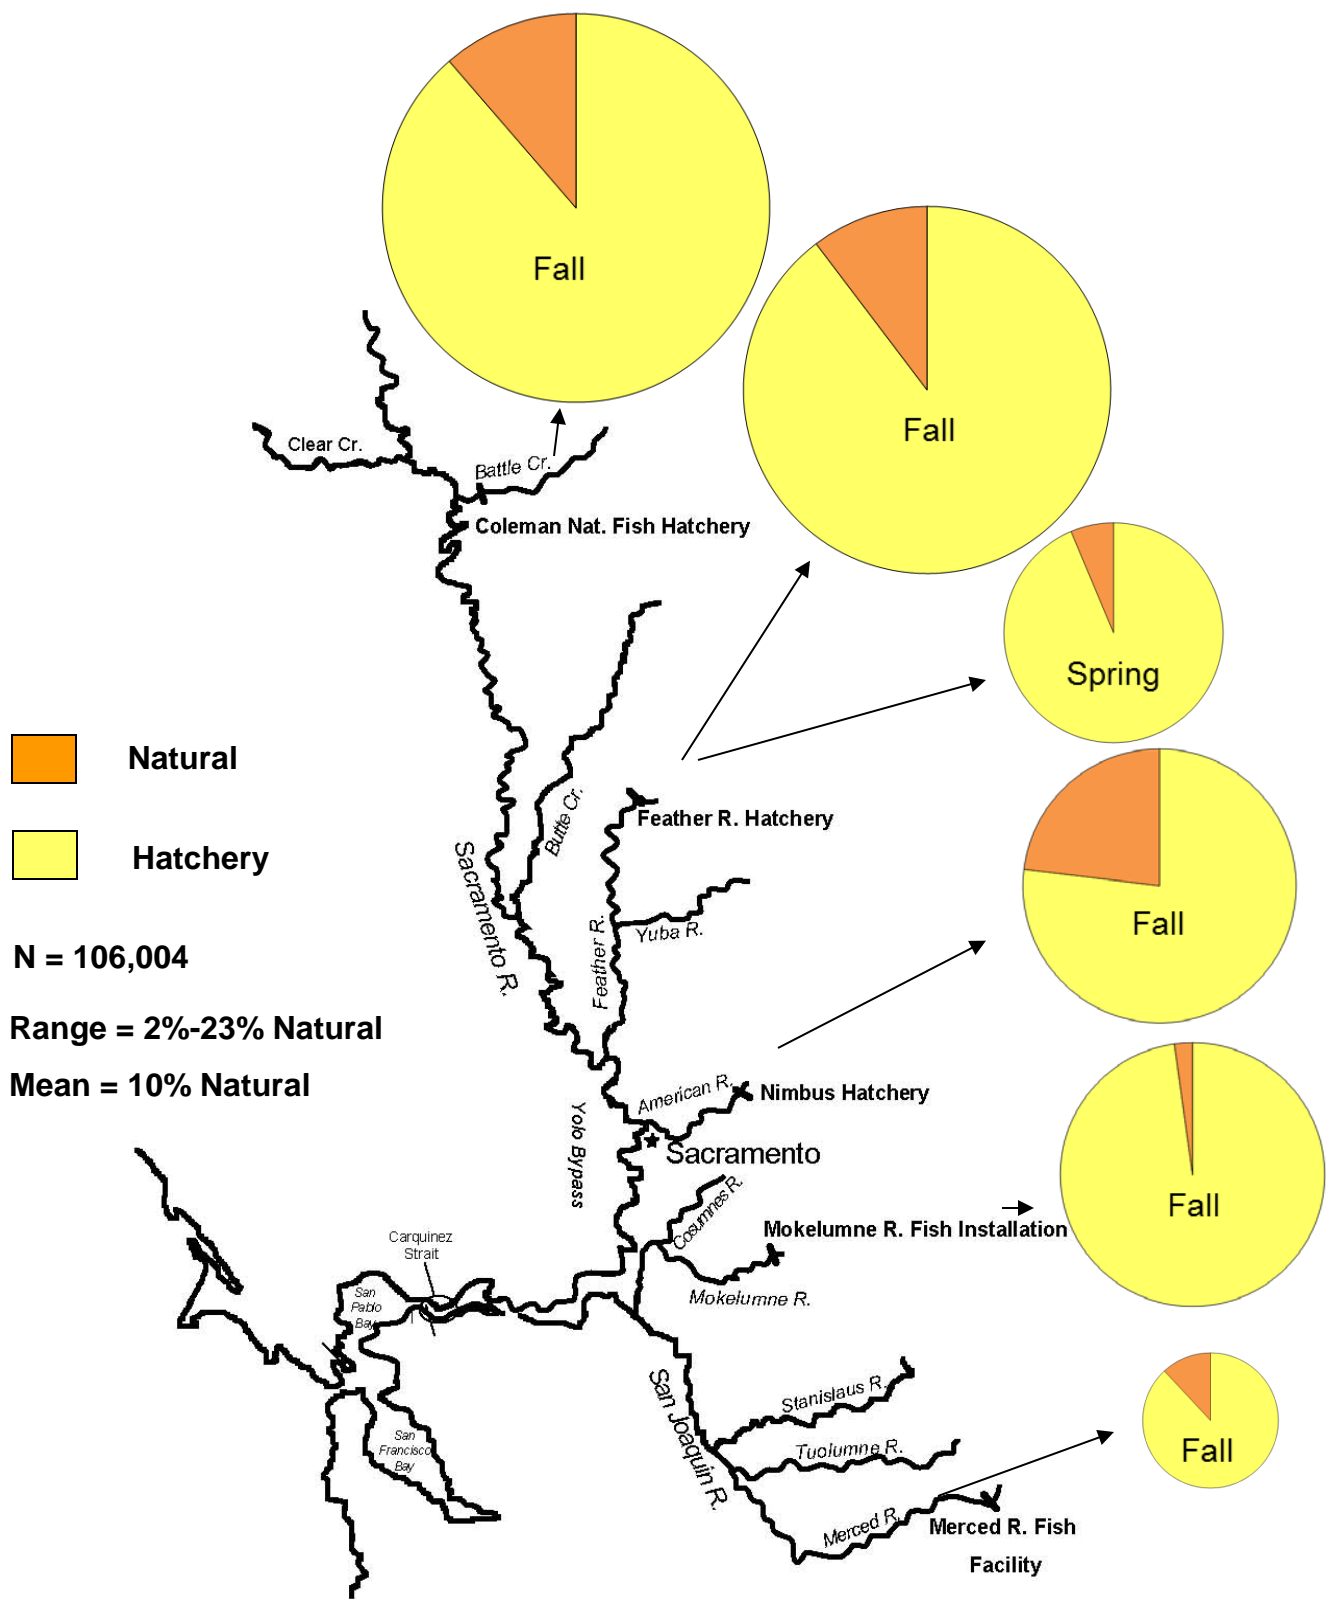 Fall
Fall
Clear Cr.
Battle Cr.
Coleman Nat. Fish Hatchery
Spring
Natural
Hatchery
N = 106,004
Range = 2%-23% Natural
Mean = 10% Natural
Butte Cr.
Feather R. Hatchery
Sacramento R.
Feather R.
Yuba R.
Fall
American R.
Nimbus Hatchery
Yolo Bypass
Sacramento
Fall
Cosumnes R.
Mokelumne R. Fish Installation
Carquinez
Strait
San
Pablo
Bay
Mokelumne R.
San Joaquin R.
Stanislaus R.
San
Francisco
Bay
Tuolumne R.
Fall
Merced R.
Merced R. Fish
Facility